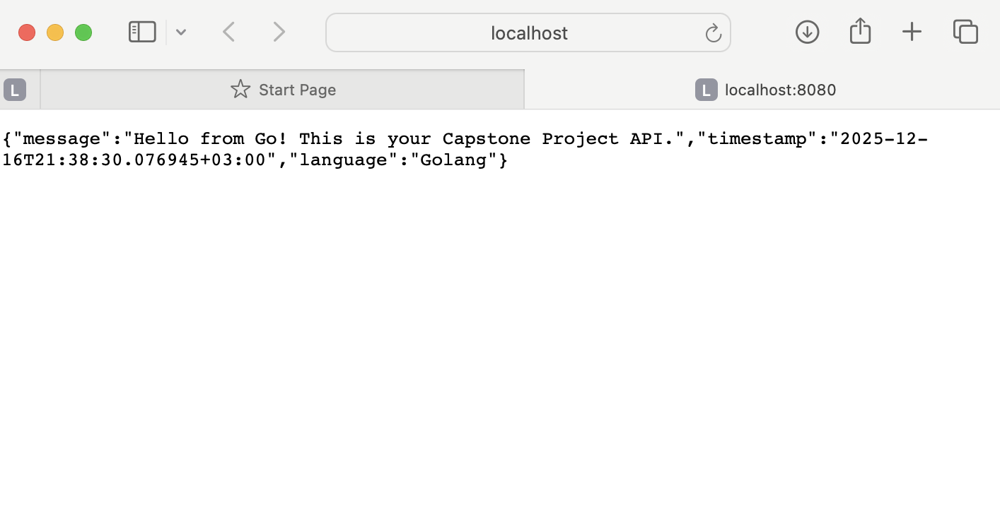 localhost
L
Start Page
L localhost:8080
{"message":"Hello from Go! This is your Capstone Project API.","timestamp":"2025-12-
16T21:38:30.076945+03:00","language":"Golang"}